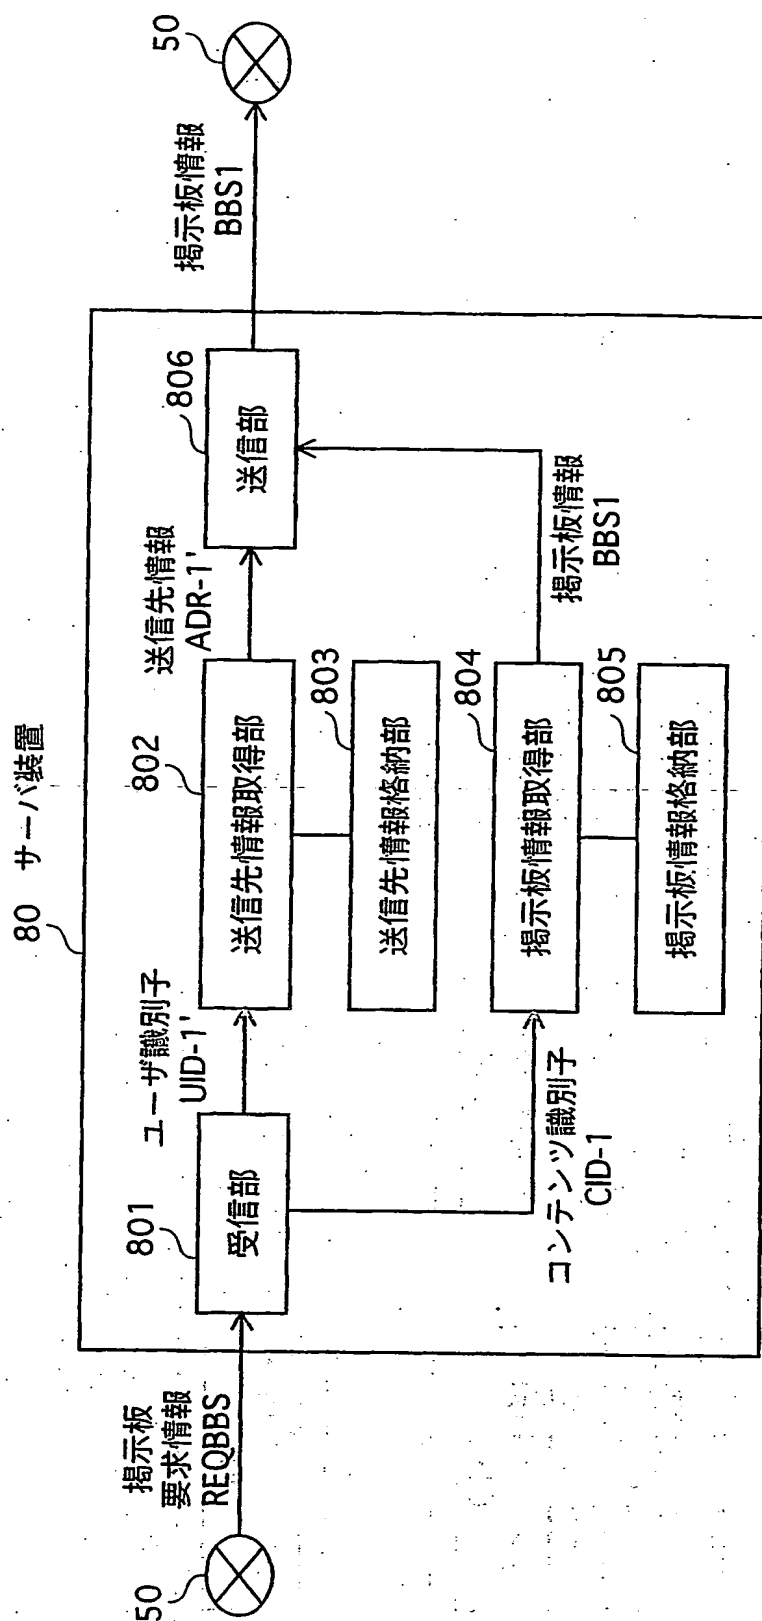 80 サーバ装置
50
掲示板
要求情報
REQBBS
801
受信部
ユーザ識別子
UID-1'
コンテンツ識別子
CID-1
802
送信先情報取得部
803
送信先情報格納部
804
掲示板情報取得部
805
掲示板情報格納部
送信先情報
ADR-1'
掲示板情報
BBS1
806
送信部
掲示板情報
BBS1
50